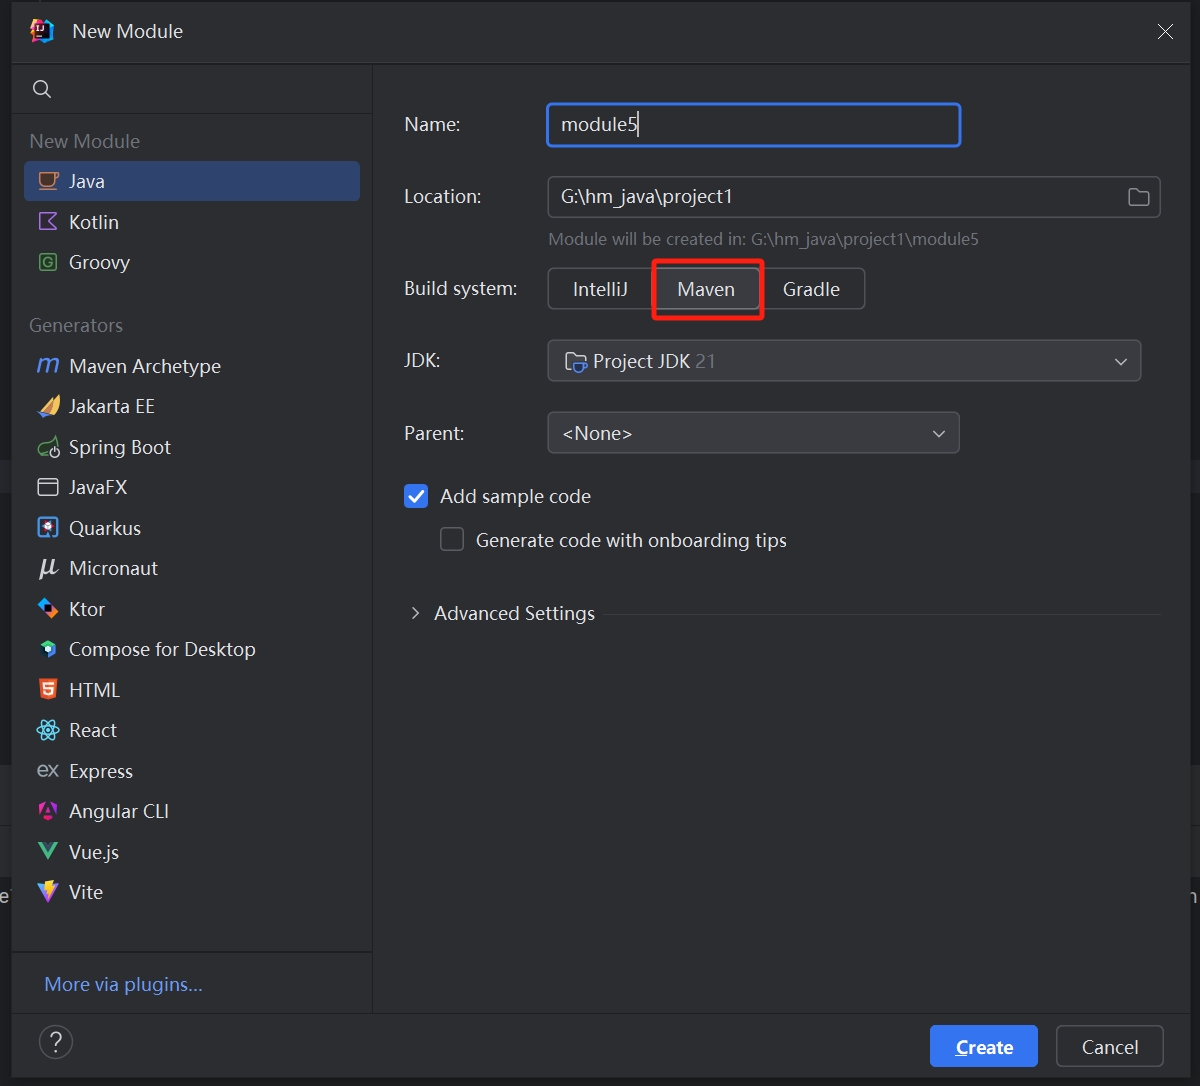 New Module
New Module
Java
Kotlin
Groovy
Generators
Maven Archetype
Jakarta EE
Spring Boot
JavaFX
Quarkus
Micronaut
Ktor
Compose for Desktop
HTML
React
Express
Angular CLI
Vue.js
Vite
More via plugins...
Name: module5
Location: G:\hm_java\project1
Module will be created in: G:\hm_java\project1\module5
Build system: IntelliJ Maven Gradle
JDK: Project JDK 21
Parent: <None>
Add sample code
Generate code with onboarding tips
Advanced Settings
? Create Cancel